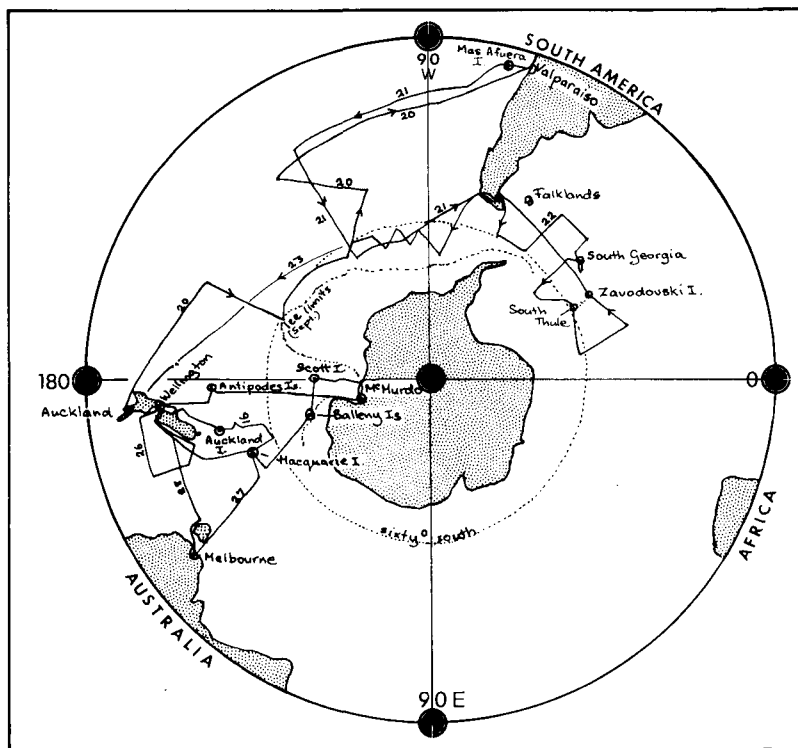 90
W
SOUTH AMERICA
Mas Afuera
I
Valparaiso
21
20
20
21
21
Falklands
22
South Georgia
Zavodovski I.
South
Thule
23
20
Ice limits
(Sept.)
Scott I.
180
0
Wellington
Antipodes Is.
McMurdo
Auckland
Auckland
I.
16
Balleny Is
Macquarie I.
26
27
sixty° south
Melbourne
AUSTRALIA
AFRICA
90 E